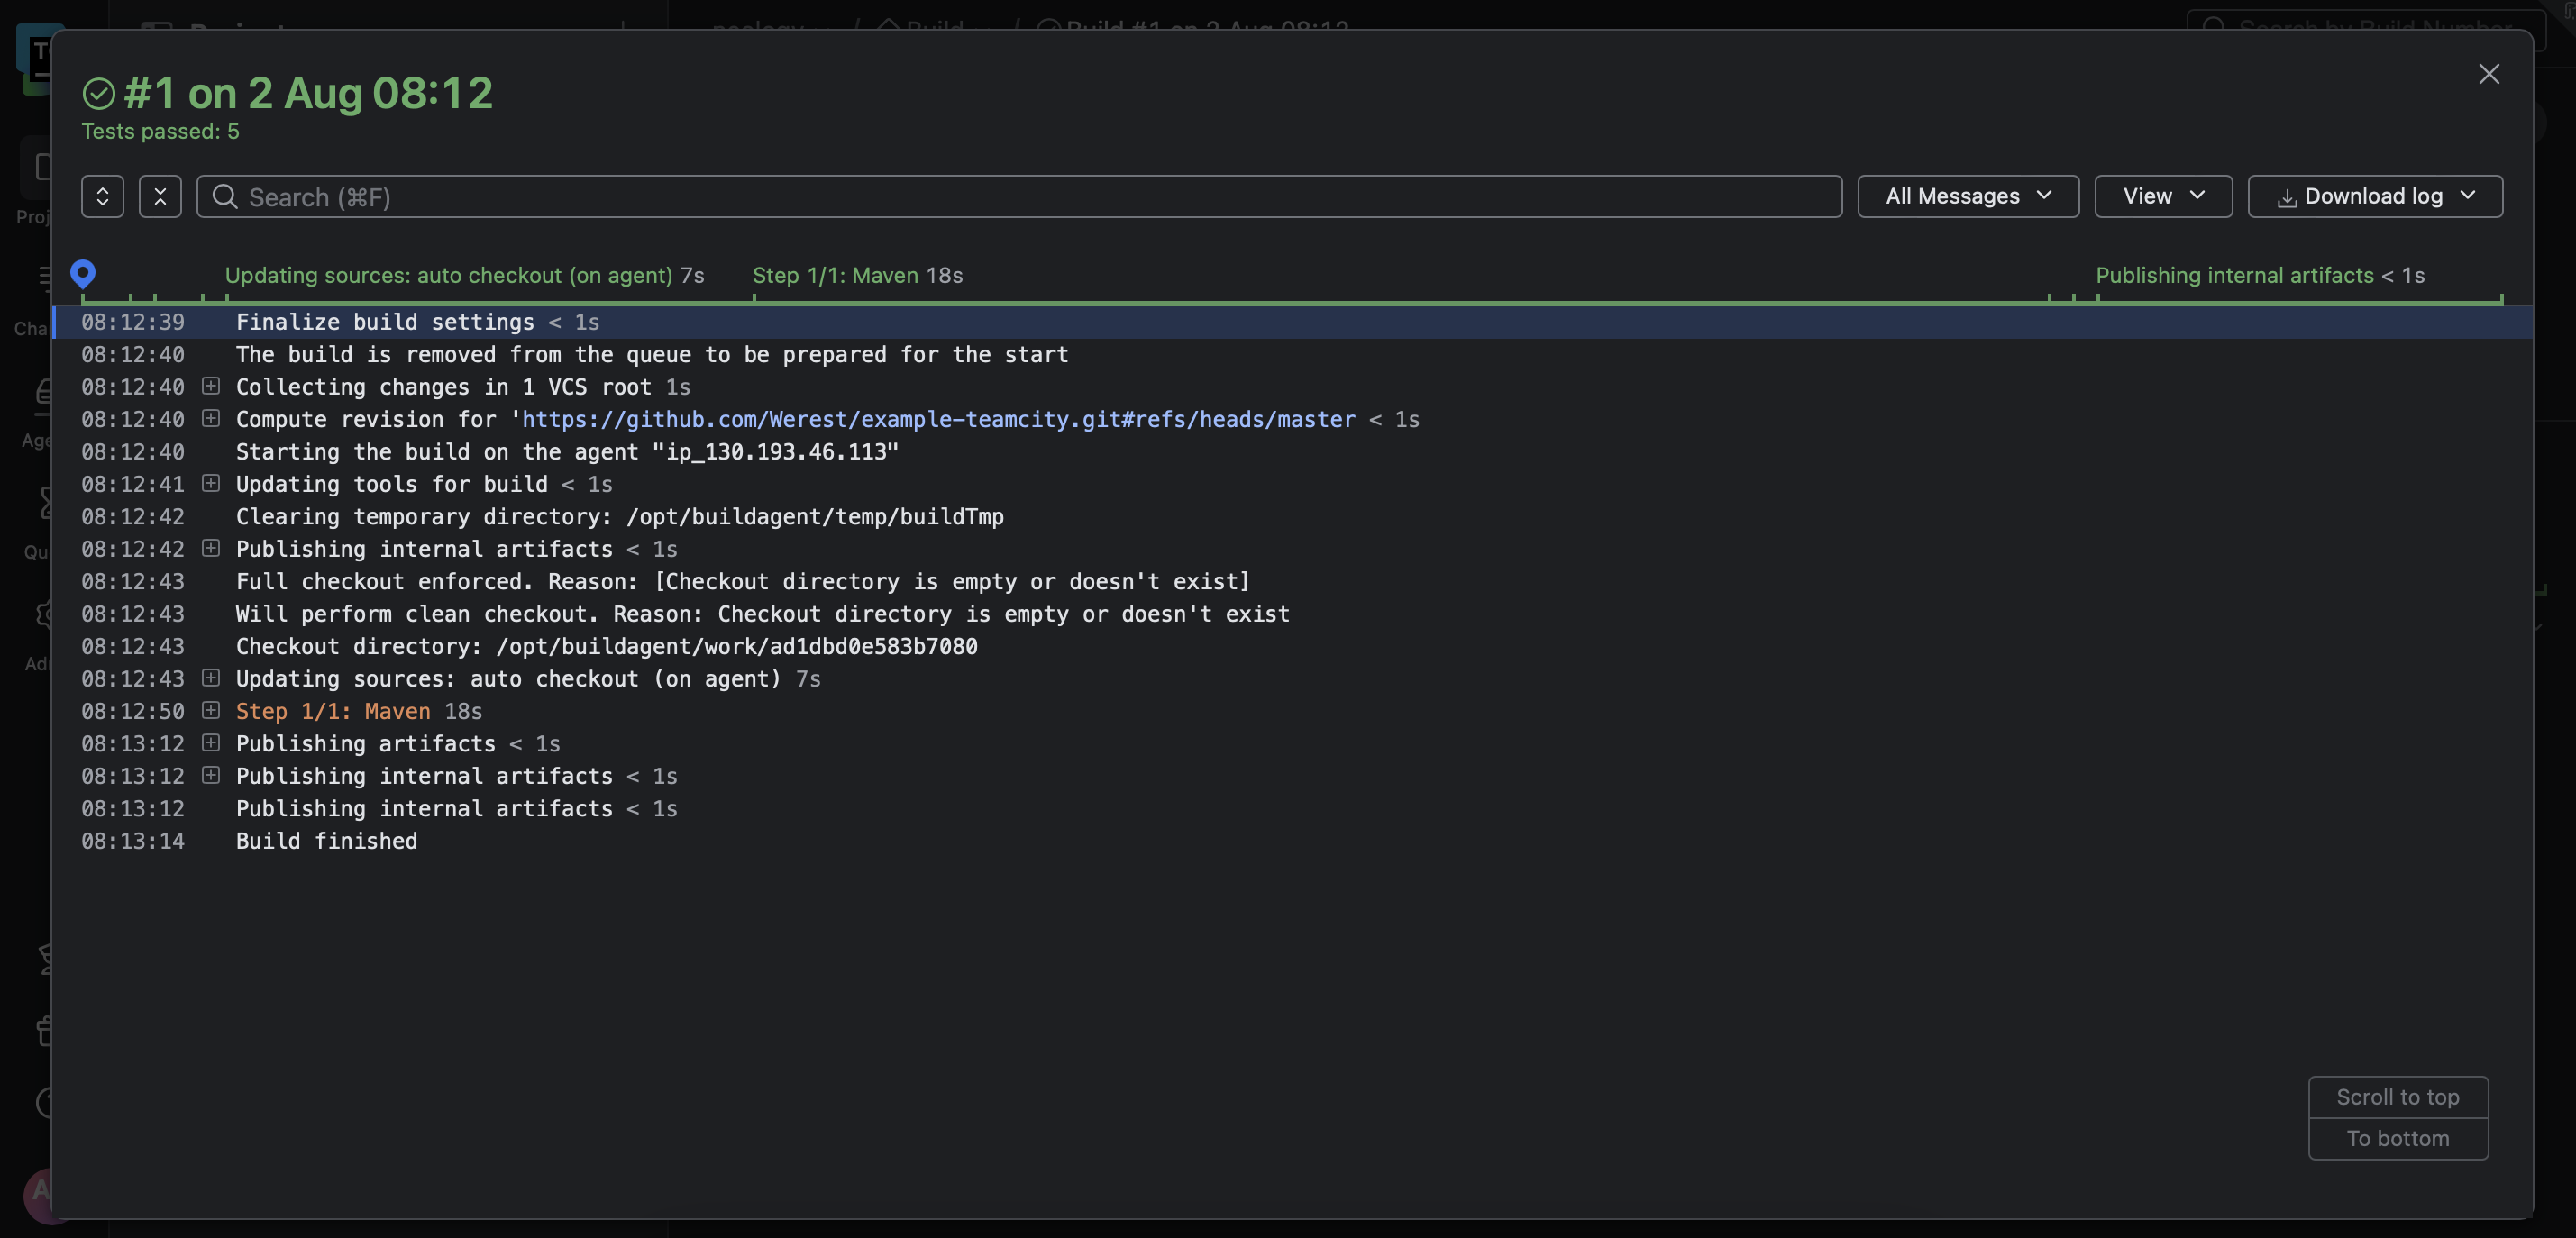 #1 on 2 Aug 08:12
Tests passed: 5
Search (⌘F)
All Messages
View
Download log
Updating sources: auto checkout (on agent) 7s
Step 1/1: Maven 18s
Publishing internal artifacts < 1s
08:12:39 Finalize build settings < 1s
08:12:40 The build is removed from the queue to be prepared for the start
08:12:40 Collecting changes in 1 VCS root 1s
08:12:40 Compute revision for 'https://github.com/Werest/example-teamcity.git#refs/heads/master < 1s
08:12:40 Starting the build on the agent "ip_130.193.46.113"
08:12:41 Updating tools for build < 1s
08:12:42 Clearing temporary directory: /opt/buildagent/temp/buildTmp
08:12:42 Publishing internal artifacts < 1s
08:12:43 Full checkout enforced. Reason: [Checkout directory is empty or doesn't exist]
08:12:43 Will perform clean checkout. Reason: Checkout directory is empty or doesn't exist
08:12:43 Checkout directory: /opt/buildagent/work/ad1dbd0e583b7080
08:12:43 Updating sources: auto checkout (on agent) 7s
08:12:50 Step 1/1: Maven 18s
08:13:12 Publishing artifacts < 1s
08:13:12 Publishing internal artifacts < 1s
08:13:12 Publishing internal artifacts < 1s
08:13:14 Build finished
Scroll to top
To bottom